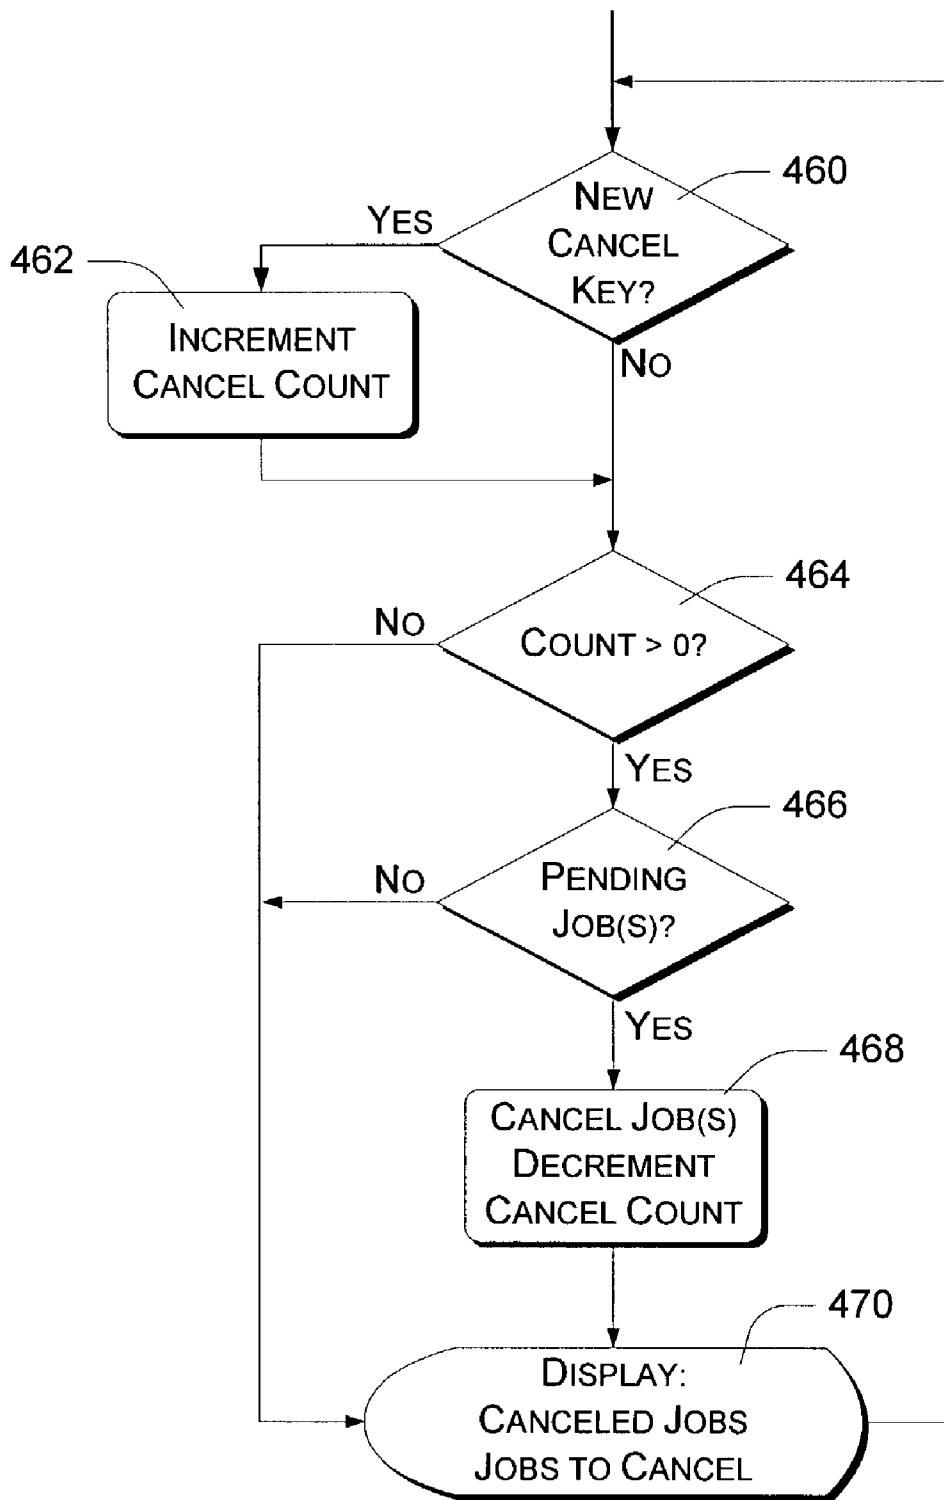 460
NEW
CANCEL
KEY?
YES
462
INCREMENT
CANCEL COUNT
NO
464
NO
COUNT > 0?
YES
466
NO
PENDING
JOB(S)?
YES
468
CANCEL JOB(S)
DECREMENT
CANCEL COUNT
470
DISPLAY:
CANCELED JOBS
JOBS TO CANCEL